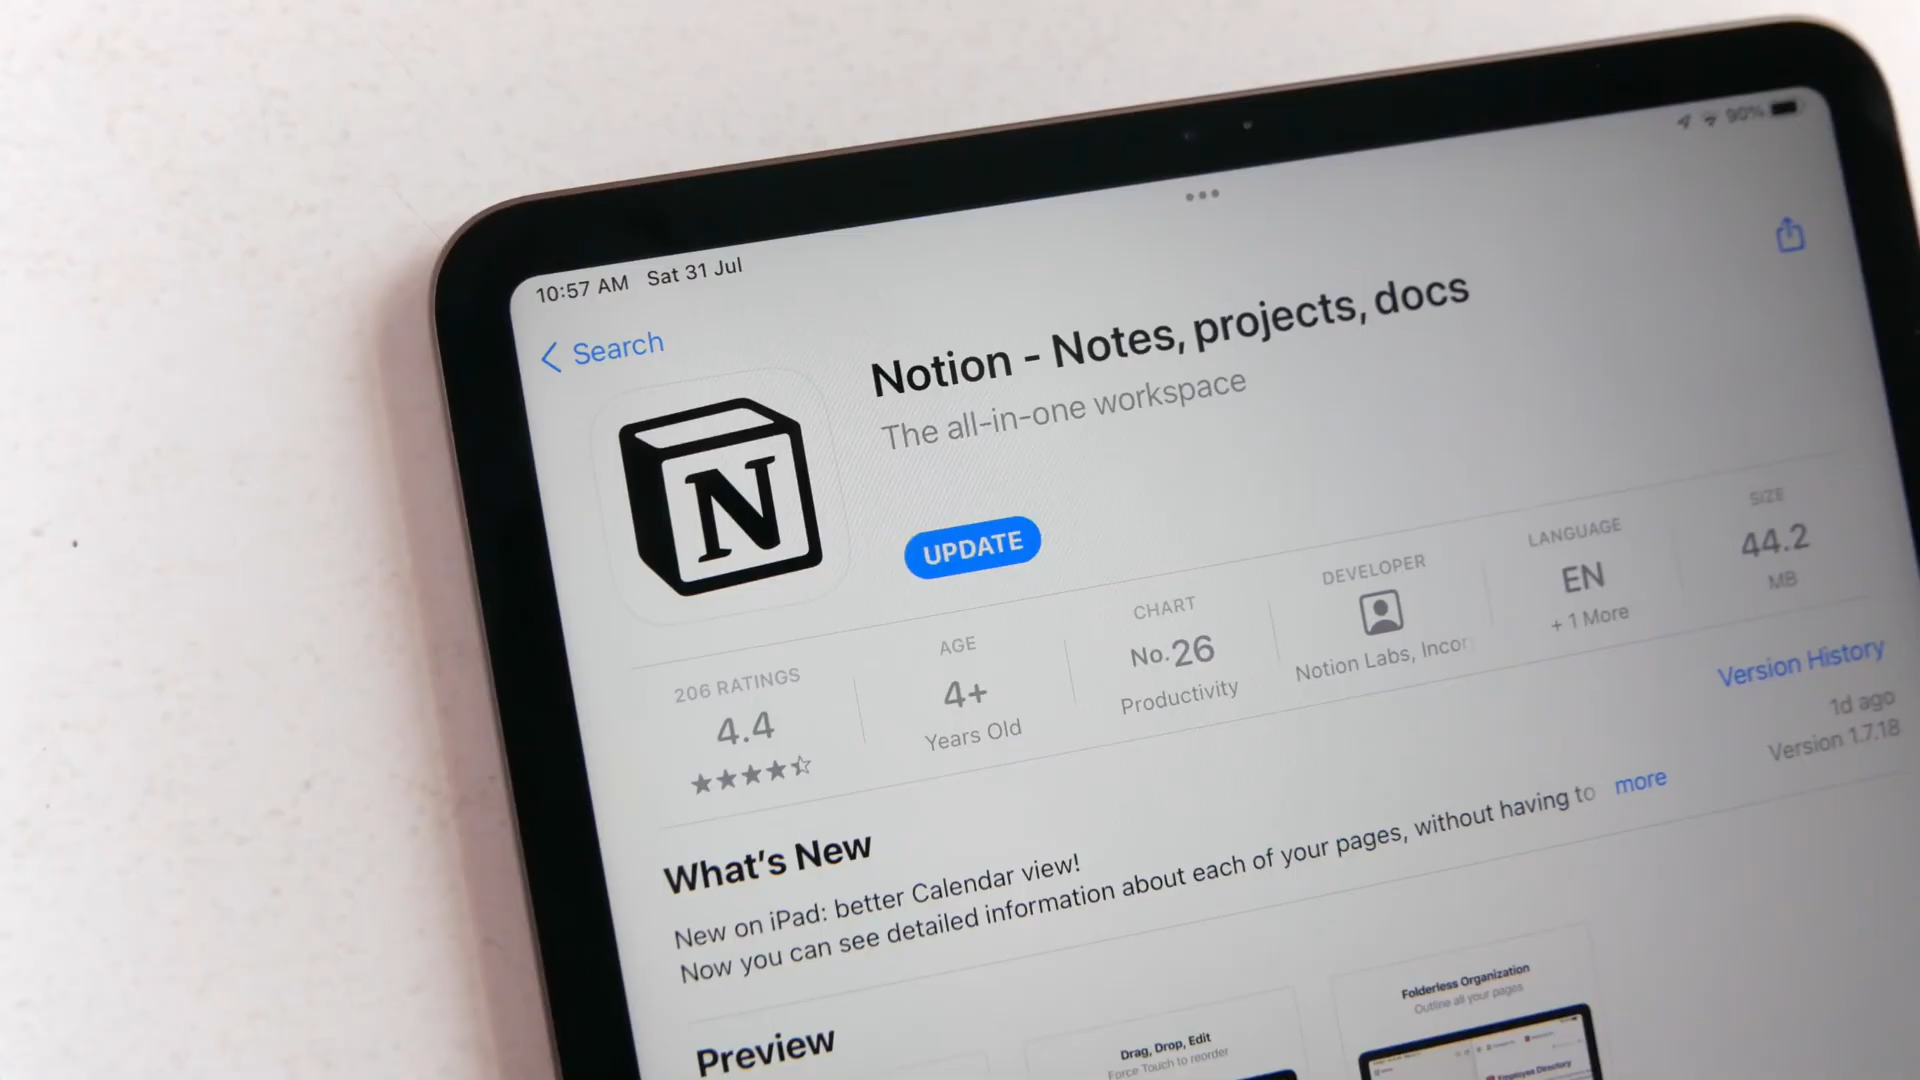 10:57 AM Sat 31 Jul
90%
Search
Notion - Notes, projects, docs
The all-in-one workspace
N
UPDATE
206 RATINGS
4.4
AGE
4+
Years Old
CHART
No.26
Productivity
DEVELOPER
Notion Labs, Incor
LANGUAGE
EN
+ 1 More
SIZE
44.2
MB
What's New
Version History
New on iPad: better Calendar view!
1d ago
Now you can see detailed information about each of your pages, without having to more
Version 1.7.18
Preview
Drag, Drop, Edit
Force Touch to reorder
Folderless Organization
Outline all your pages
Employee Directory